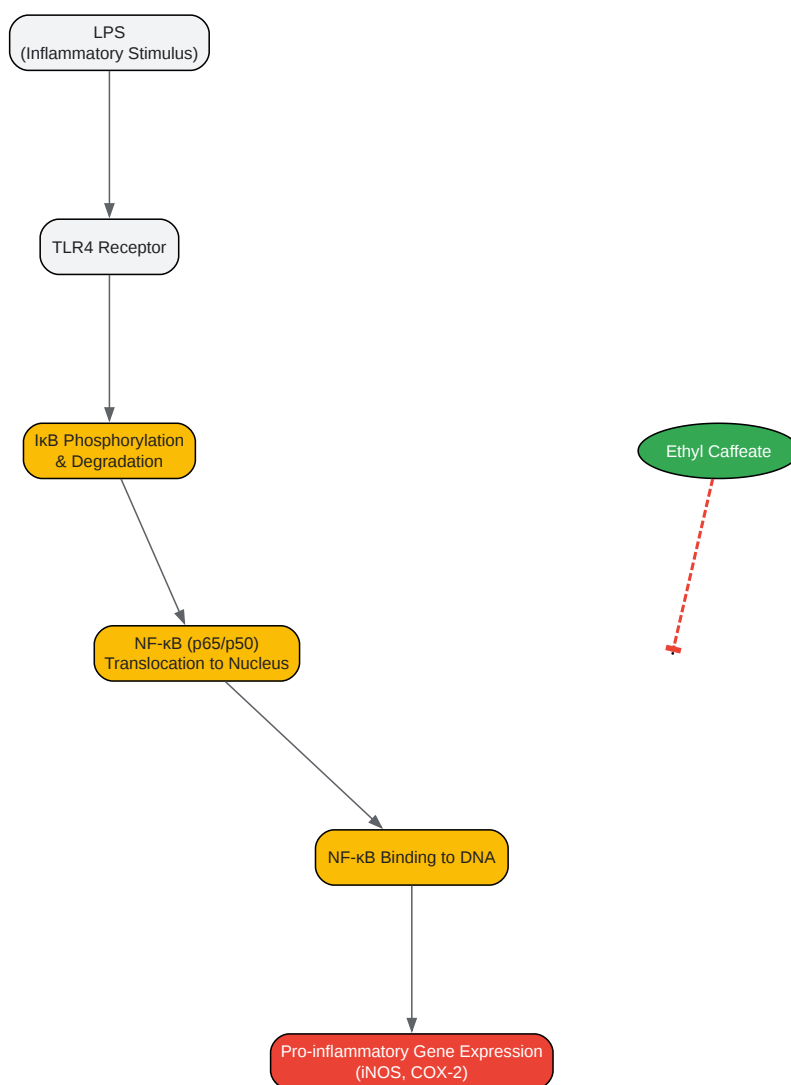 LPS
(Inflammatory Stimulus)
TLR4 Receptor
IκB Phosphorylation
& Degradation
Ethyl Caffeate
NF-κB (p65/p50)
Translocation to Nucleus
NF-κB Binding to DNA
Pro-inflammatory Gene Expression
(iNOS, COX-2)